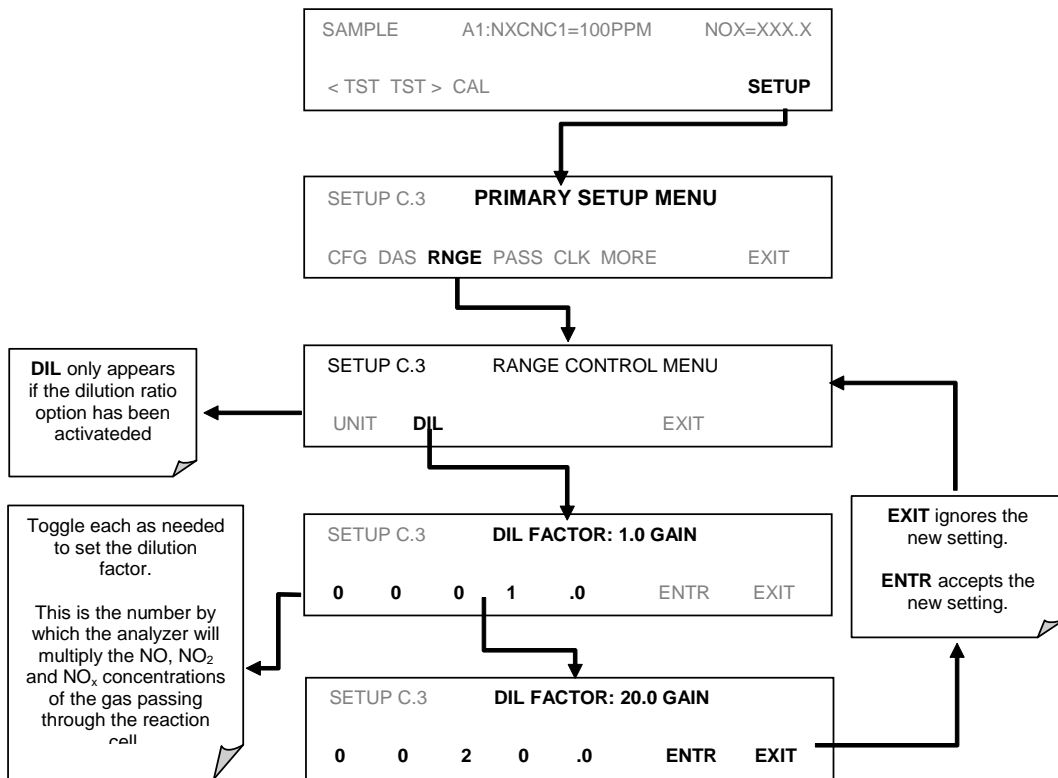 SAMPLE A1:NXCNC1=100PPM NOX=XXX.X
< TST TST > CAL SETUP
SETUP C.3 PRIMARY SETUP MENU
CFG DAS RNGE PASS CLK MORE EXIT
DIL only appears
if the dilution ratio
option has been
activateded
SETUP C.3 RANGE CONTROL MENU
UNIT DIL EXIT
Toggle each as needed
to set the dilution
factor.
This is the number by
which the analyzer will
multiply the NO, NO₂
and NOₓ concentrations
of the gas passing
through the reaction
cell
SETUP C.3 DIL FACTOR: 1.0 GAIN
0 0 0 1 .0 ENTR EXIT
EXIT ignores the
new setting.
ENTR accepts the
new setting.
SETUP C.3 DIL FACTOR: 20.0 GAIN
0 0 2 0 .0 ENTR EXIT